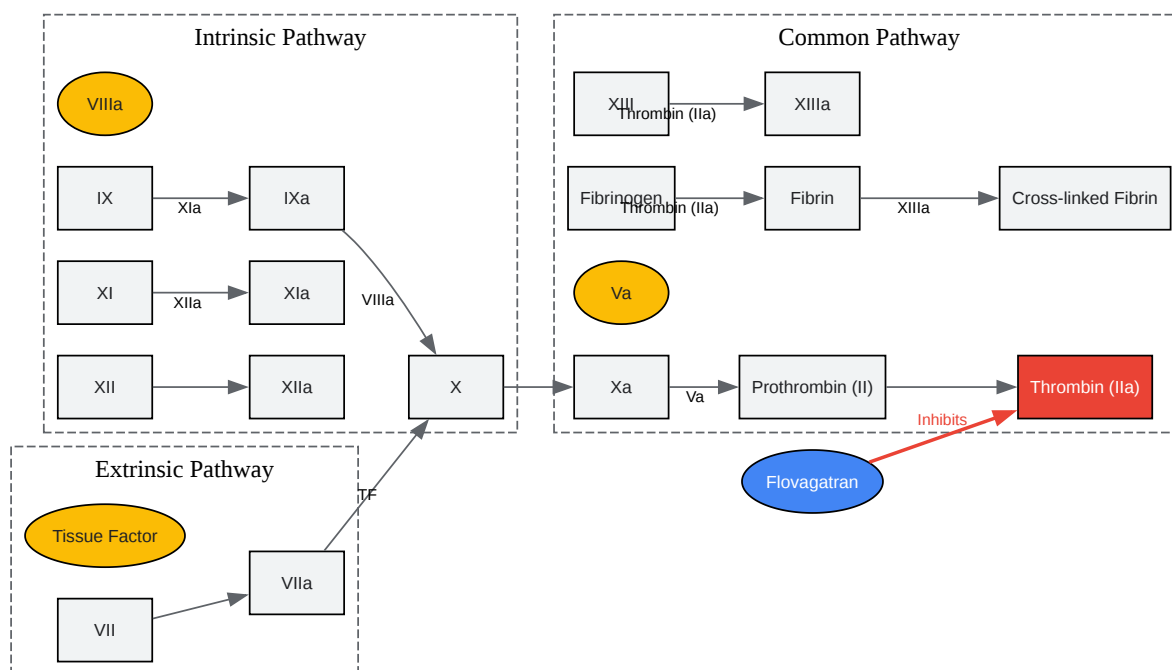 Intrinsic Pathway
VIIIa
IX
XIa
IXa
XI
XIIa
XIa
VIIIa
XII
XIIa
X
Extrinsic Pathway
Tissue Factor
TF
VIIa
VII
Common Pathway
XIII
Thrombin (IIa)
XIIIa
Fibrinogen
Thrombin (IIa)
Fibrin
XIIIa
Cross-linked Fibrin
Va
Xa
Va
Prothrombin (II)
Thrombin (IIa)
Inhibits
Flovagatran